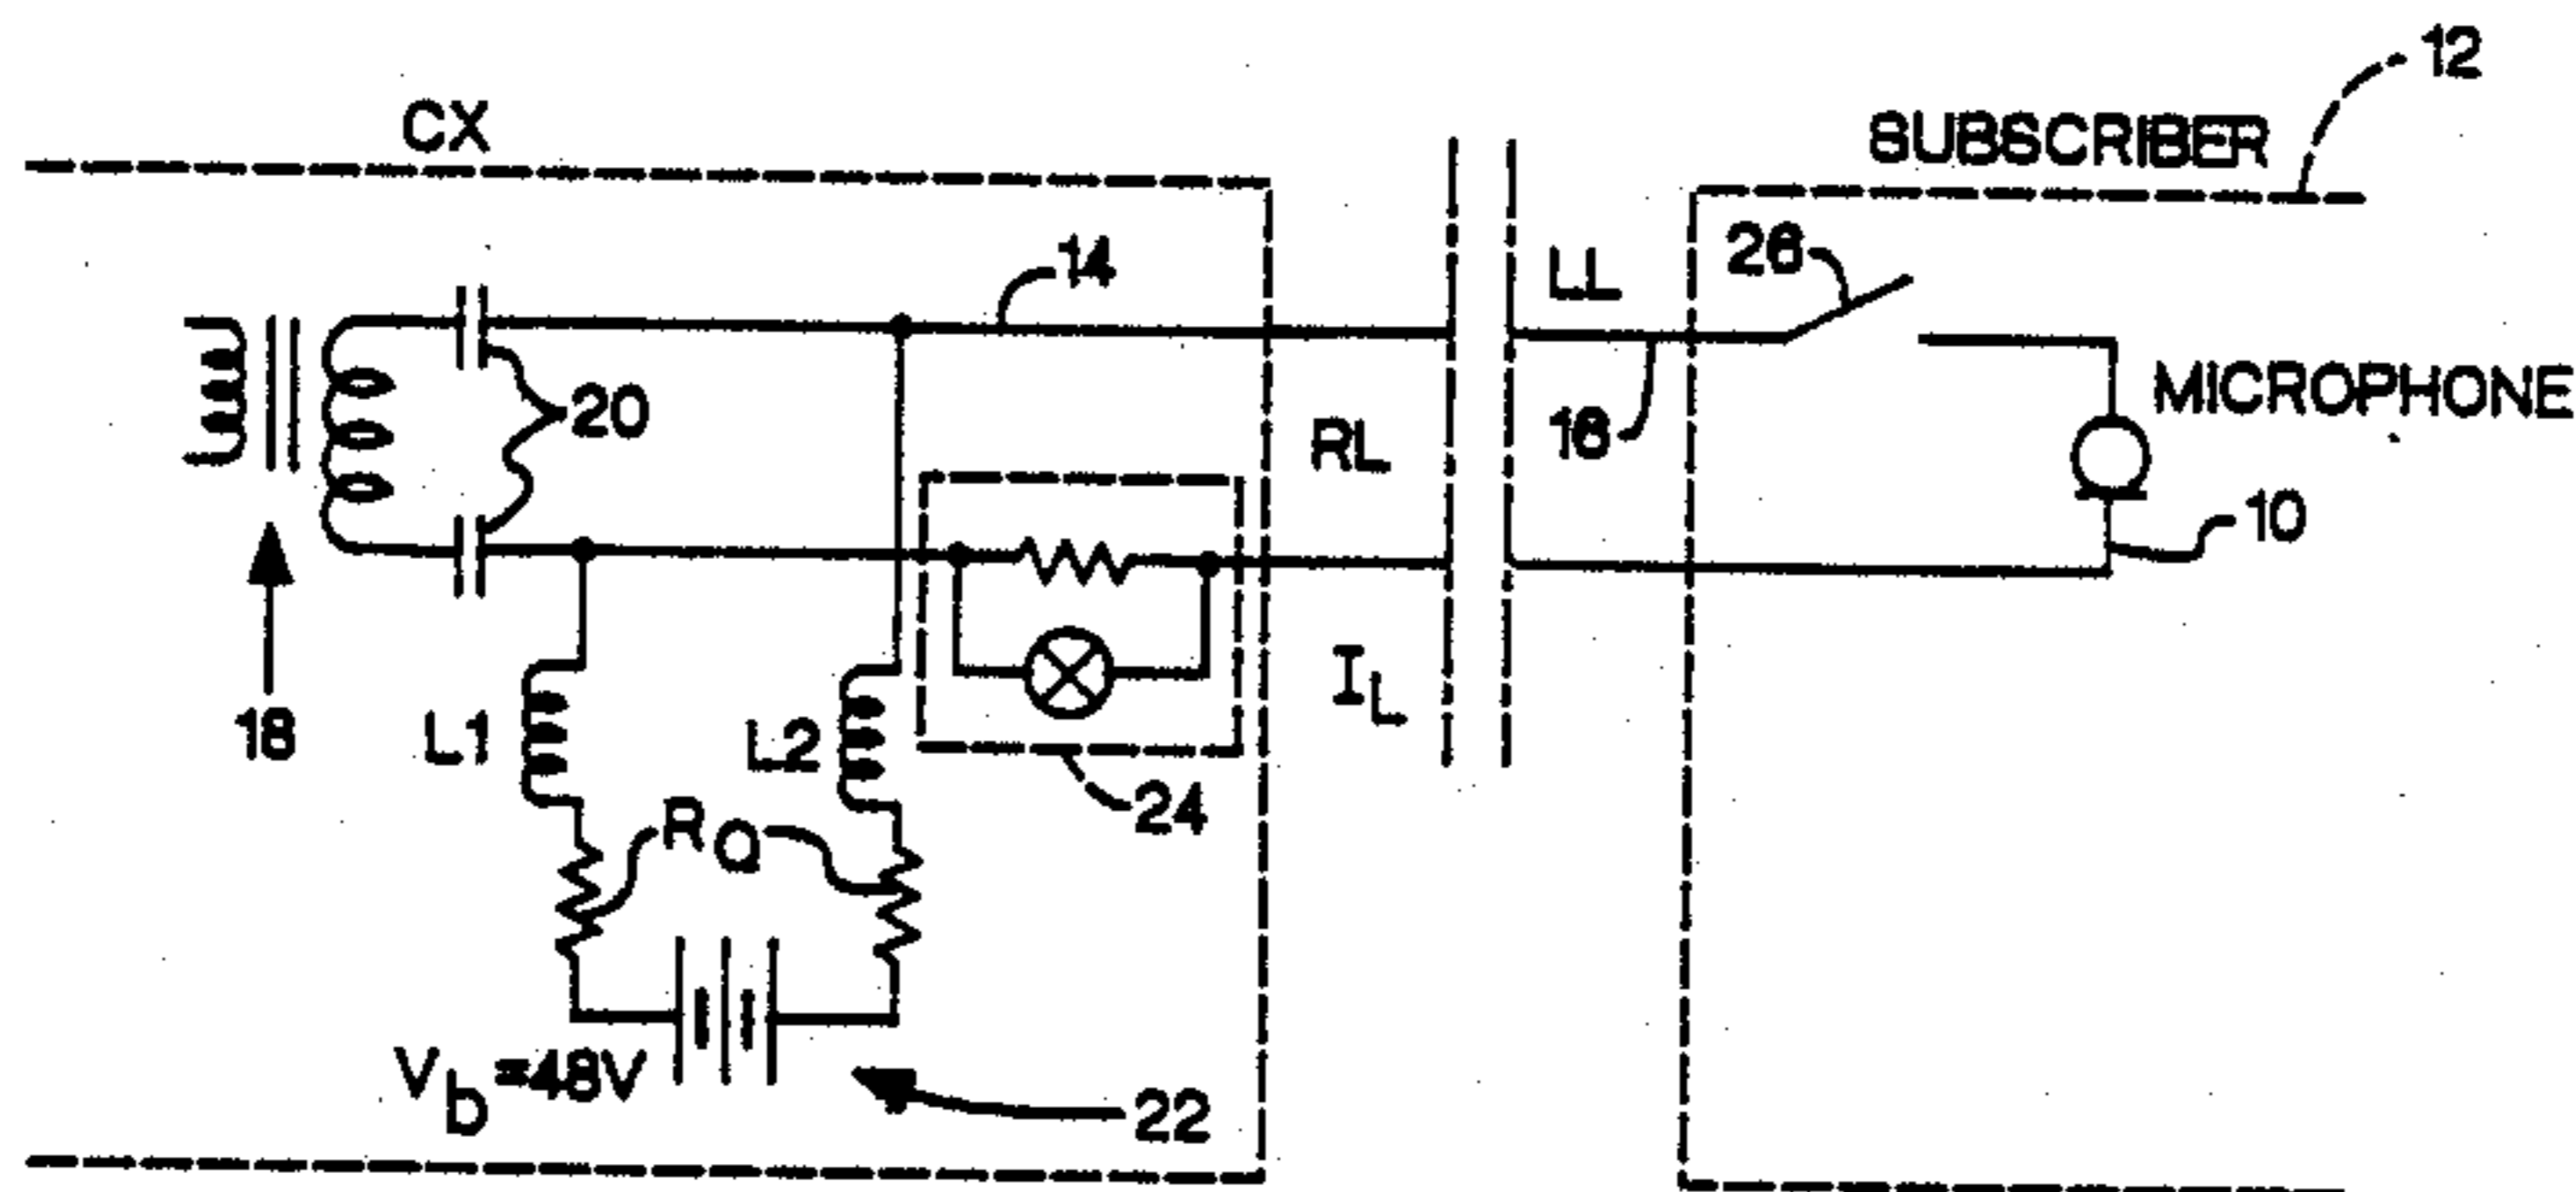 12
CX
SUBSCRIBER
14
26
LL
20
RL
16
MICROPHONE
10
18
L1
L2
I_L
24
R_Q
V_b=48V
22